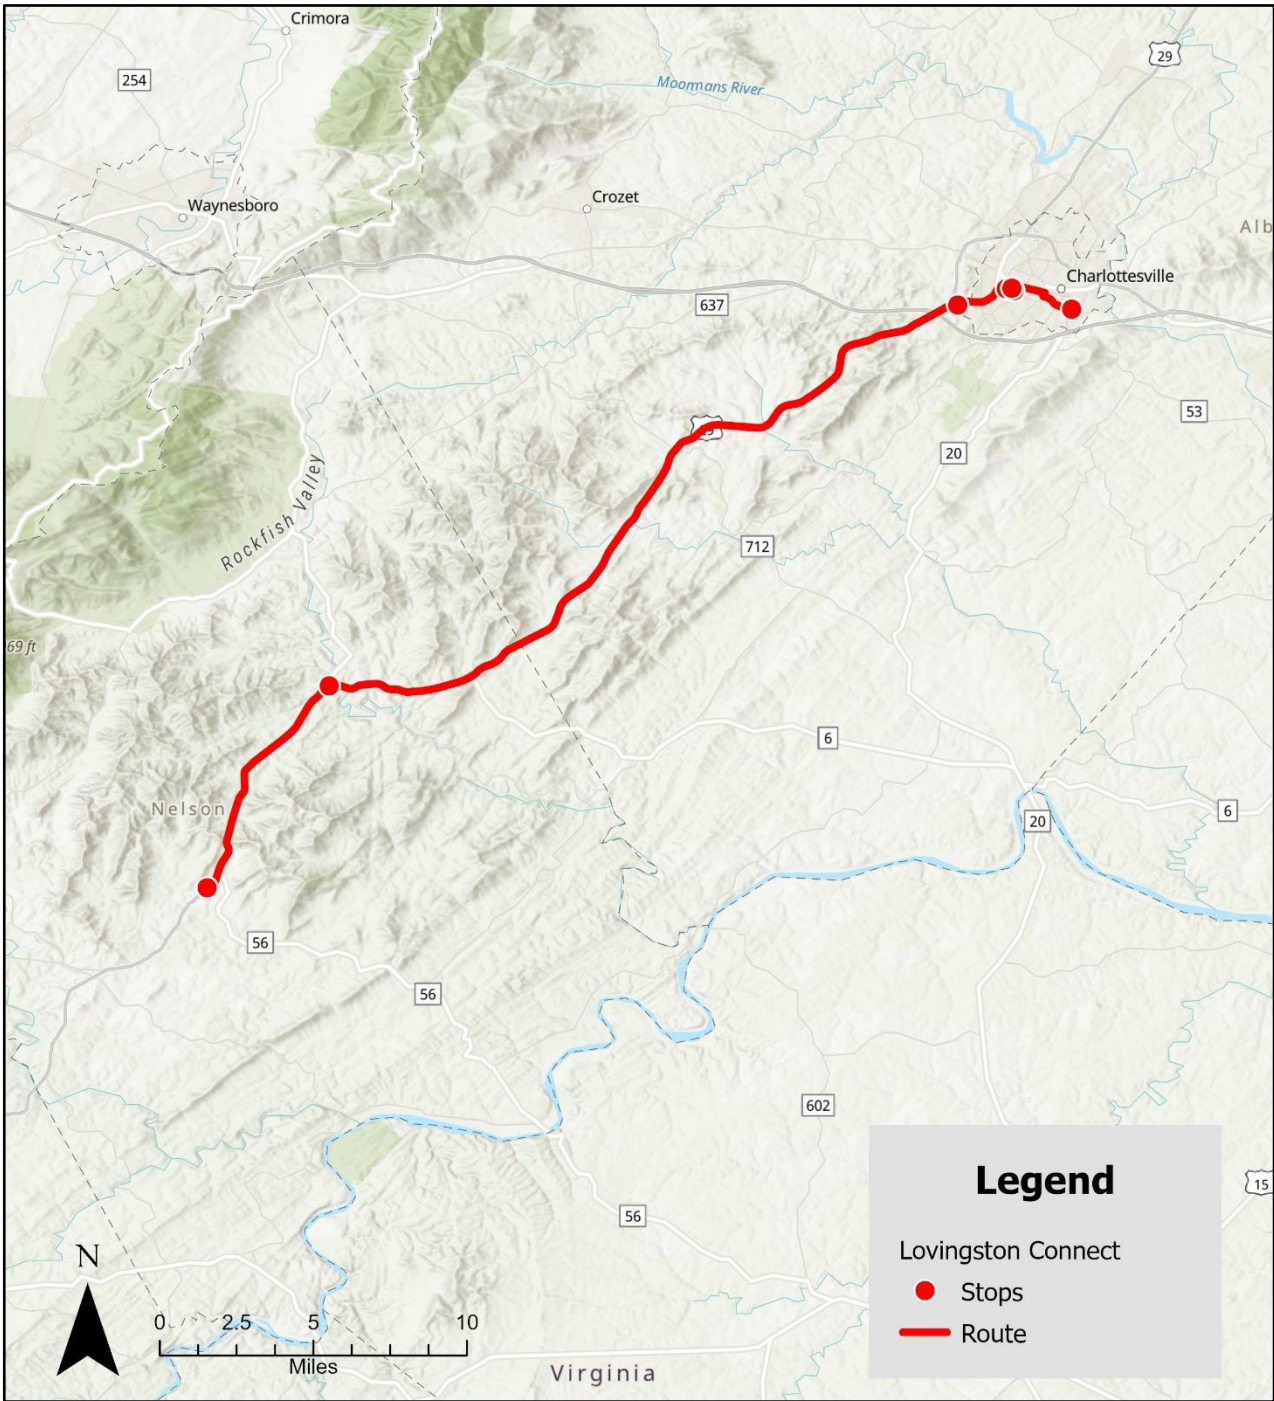 Crimora
29
254
Moormans River
Crozet
Waynesboro
Alb
Charlottesville
637
53
29
20
Rockfish Valley
712
69 ft
6
Nelson
6
20
56
56
602
Legend
15
56
Lovingston Connect
N
Stops
0 2.5 5 10
Route
Miles
Virginia